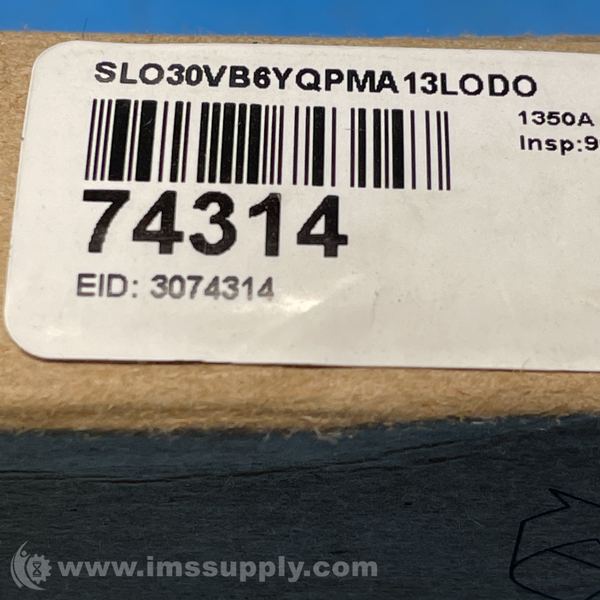 SLO30VB6YQPMA13LODO
1350A
Insp:9
74314
EID: 3074314
www.imssupply.com